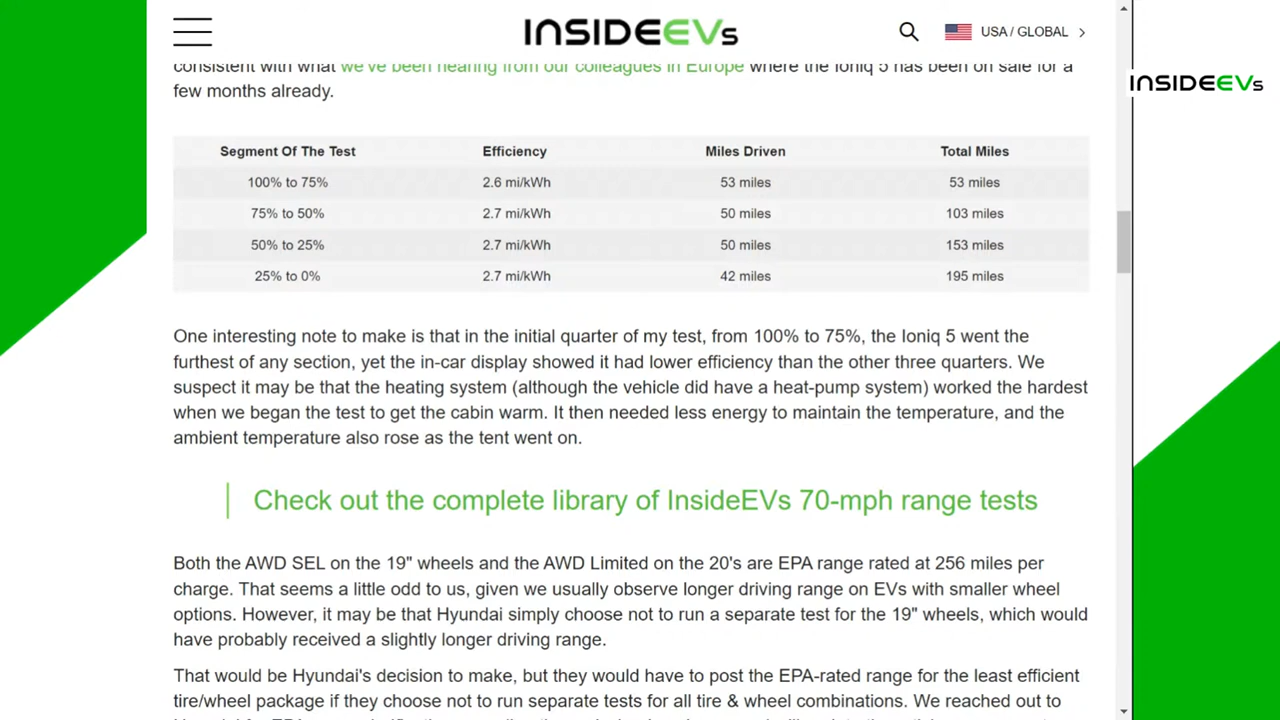 INSIDEEVs
USA / GLOBAL
INSIDEEVs
consistent with what we've been hearing from our colleagues in Europe where the Ioniq 5 has been on sale for a
few months already.
Segment Of The Test Efficiency Miles Driven Total Miles
100% to 75% 2.6 mi/kWh 53 miles 53 miles
75% to 50% 2.7 mi/kWh 50 miles 103 miles
50% to 25% 2.7 mi/kWh 50 miles 153 miles
25% to 0% 2.7 mi/kWh 42 miles 195 miles
One interesting note to make is that in the initial quarter of my test, from 100% to 75%, the Ioniq 5 went the
furthest of any section, yet the in-car display showed it had lower efficiency than the other three quarters. We
suspect it may be that the heating system (although the vehicle did have a heat-pump system) worked the hardest
when we began the test to get the cabin warm. It then needed less energy to maintain the temperature, and the
ambient temperature also rose as the tent went on.
Check out the complete library of InsideEVs 70-mph range tests
Both the AWD SEL on the 19" wheels and the AWD Limited on the 20's are EPA range rated at 256 miles per
charge. That seems a little odd to us, given we usually observe longer driving range on EVs with smaller wheel
options. However, it may be that Hyundai simply choose not to run a separate test for the 19" wheels, which would
have probably received a slightly longer driving range.
That would be Hyundai's decision to make, but they would have to post the EPA-rated range for the least efficient
tire/wheel package if they choose not to run separate tests for all tire & wheel combinations. We reached out to